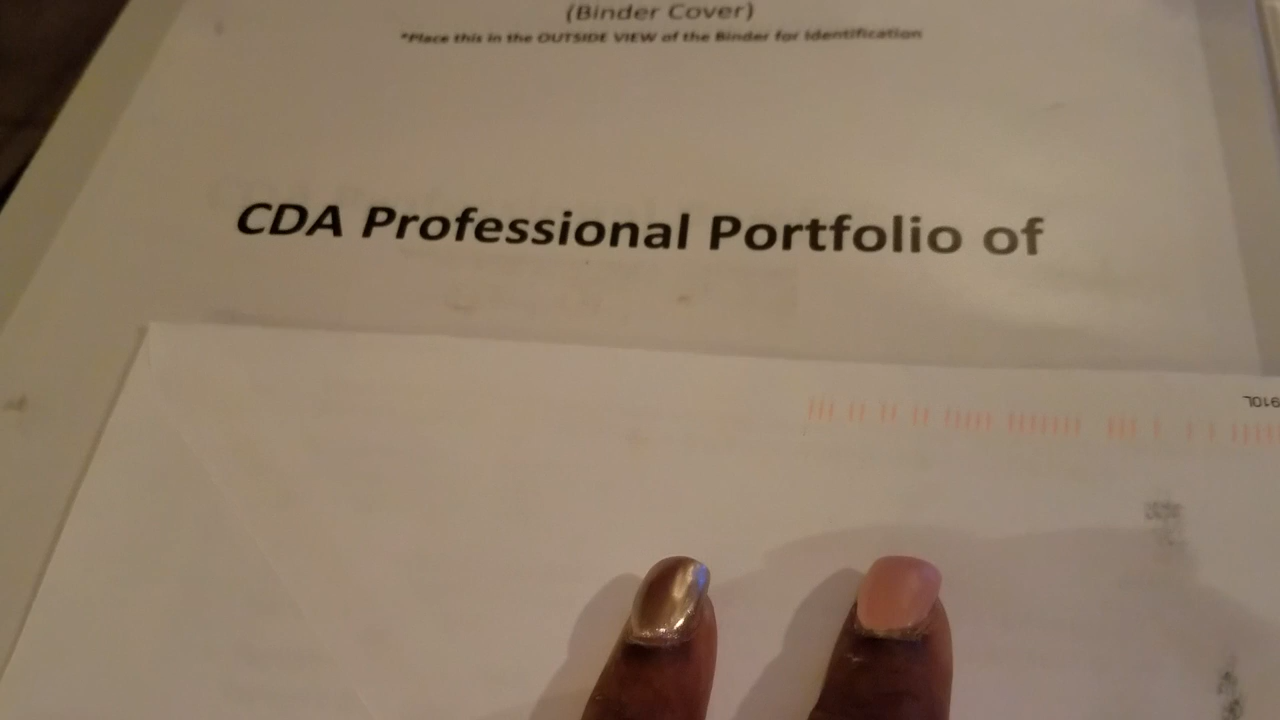 (Binder Cover)
*Place this in the OUTSIDE VIEW of the Binder for Identification
CDA Professional Portfolio of